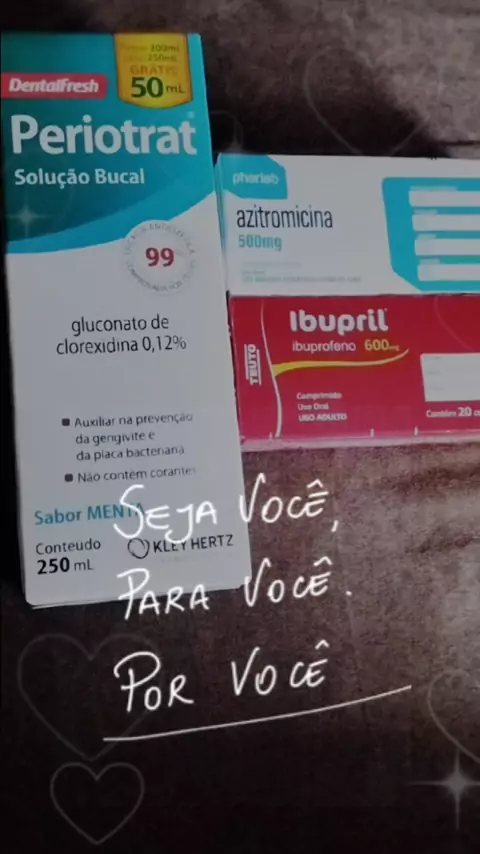 GRÁTIS
50 mL
DentalFresh
Periotrat
Solução Bucal
99
gluconato de
clorexidina 0,12%
Auxiliar na prevenção
da gengivite e
da placa bacteriana
Não contém corantes
Sabor MENTA
Conteudo
250 mL
KLEY HERTZ
pharlab
azitromicina
500mg
TEUTO
Ibupril
ibuprofeno 600mg
Comprimido
Uso Oral
USO ADULTO
Contém 20
SEJA VOCÊ,
PARA VOCÊ.
POR VOCÊ